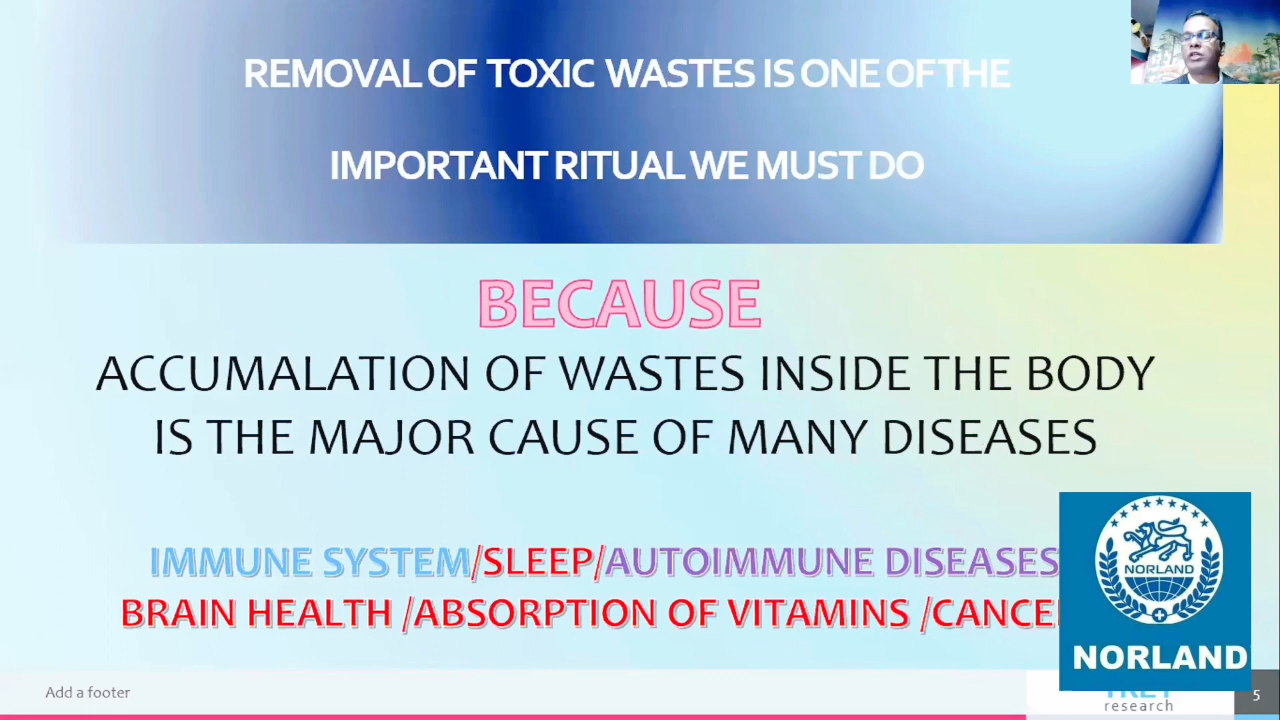 REMOVAL OF TOXIC WASTES IS ONE OF THE
IMPORTANT RITUAL WE MUST DO
BECAUSE
ACCUMALATION OF WASTES INSIDE THE BODY
IS THE MAJOR CAUSE OF MANY DISEASES
IMMUNE SYSTEM/SLEEP/AUTOIMMUNE DISEASES
BRAIN HEALTH /ABSORPTION OF VITAMINS /CANCE
NORLAND
NORLAND
Add a footer
research
5